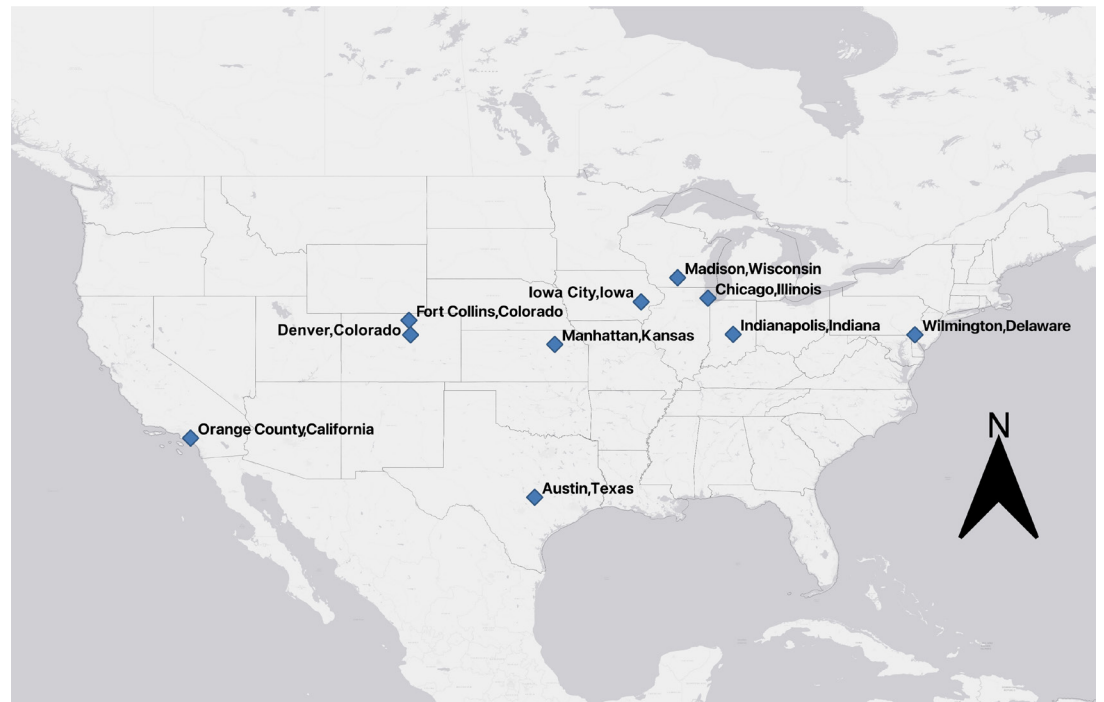 Madison,Wisconsin
Iowa City,Iowa
Chicago,Illinois
Fort Collins,Colorado
Denver,Colorado
Manhattan,Kansas
Indianapolis,Indiana
Wilmington,Delaware
Orange County,California
N
Austin,Texas